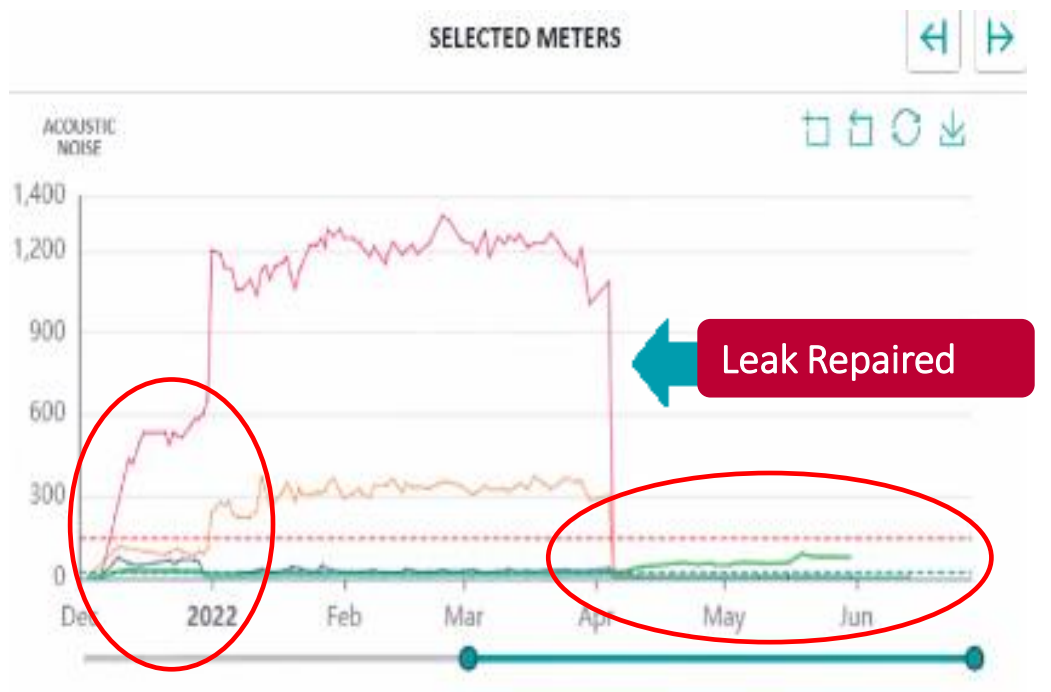 SELECTED METERS
ACOUSTIC
NOISE
1,400
1,200
900
Leak Repaired
600
300
0
Dec 2022 Feb Mar Apr May Jun